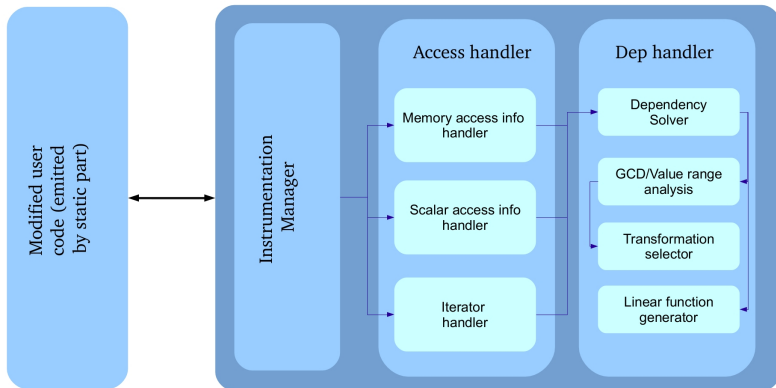 Modified user
code (emitted
by static part)
Instrumentation
Manager
Access handler
Memory access info
handler
Scalar access info
handler
Iterator
handler
Dep handler
Dependency
Solver
GCD/Value range
analysis
Transformation
selector
Linear function
generator